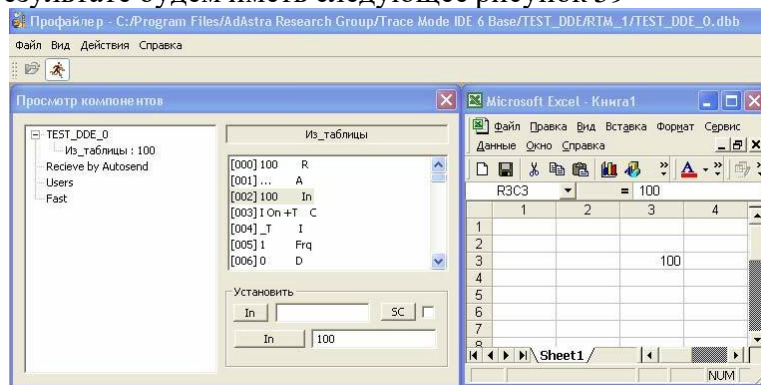 езультате будем иметь следующее рисунок 39
Профайлер - C:/Program Files/AdAstra Research Group/Trace Mode IDE 6 Base/TEST_DDE/RTM_1/TEST_DDE_0.dbb
Файл Вид Действия Справка
Просмотр компонентов
TEST_DDE_0
Из_таблицы : 100
Recieve by Autosend
Users
Fast
Из_таблицы
[000] 100 R
[001] ... A
[002] 100 In
[003] I On +T C
[004] _T I
[005] 1 Frq
[006] 0 D
Установить
In SC
In 100
Microsoft Excel - Книга1
Файл Правка Вид Вставка Формат Сервис
Данные Окно Справка
R3C3 = 100
1 2 3 4
1
2
3 100
4
5
6
7
8
Sheet1
NUM